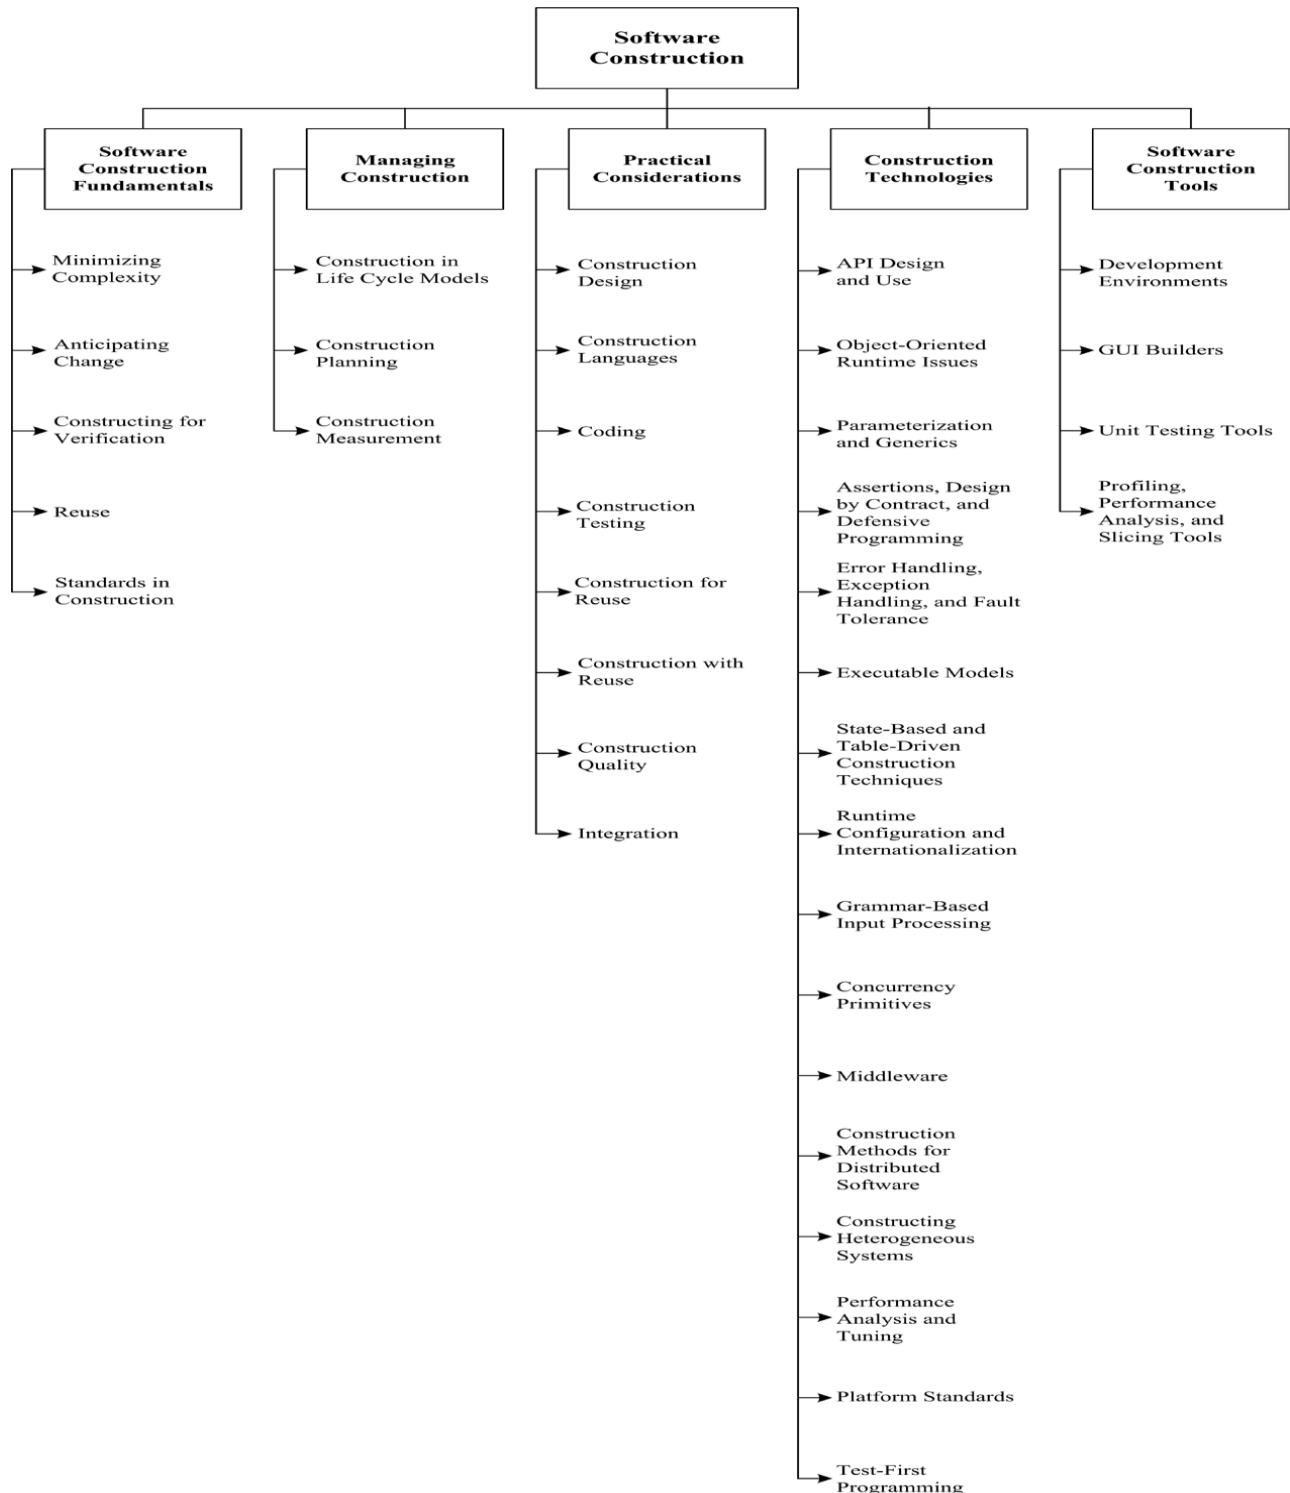 Software
Construction
Software
Construction
Fundamentals
Managing
Construction
Practical
Considerations
Construction
Technologies
Software
Construction
Tools
Minimizing
Complexity
Anticipating
Change
Constructing for
Verification
Reuse
Standards in
Construction
Construction in
Life Cycle Models
Construction
Planning
Construction
Measurement
Construction
Design
Construction
Languages
Coding
Construction
Testing
Construction for
Reuse
Construction with
Reuse
Construction
Quality
Integration
API Design
and Use
Object-Oriented
Runtime Issues
Parameterization
and Generics
Assertions, Design
by Contract, and
Defensive
Programming
Error Handling,
Exception
Handling, and Fault
Tolerance
Executable Models
State-Based and
Table-Driven
Construction
Techniques
Runtime
Configuration and
Internationalization
Grammar-Based
Input Processing
Concurrency
Primitives
Middleware
Construction
Methods for
Distributed
Software
Constructing
Heterogeneous
Systems
Performance
Analysis and
Tuning
Platform Standards
Test-First
Programming
Development
Environments
GUI Builders
Unit Testing Tools
Profiling,
Performance
Analysis, and
Slicing Tools